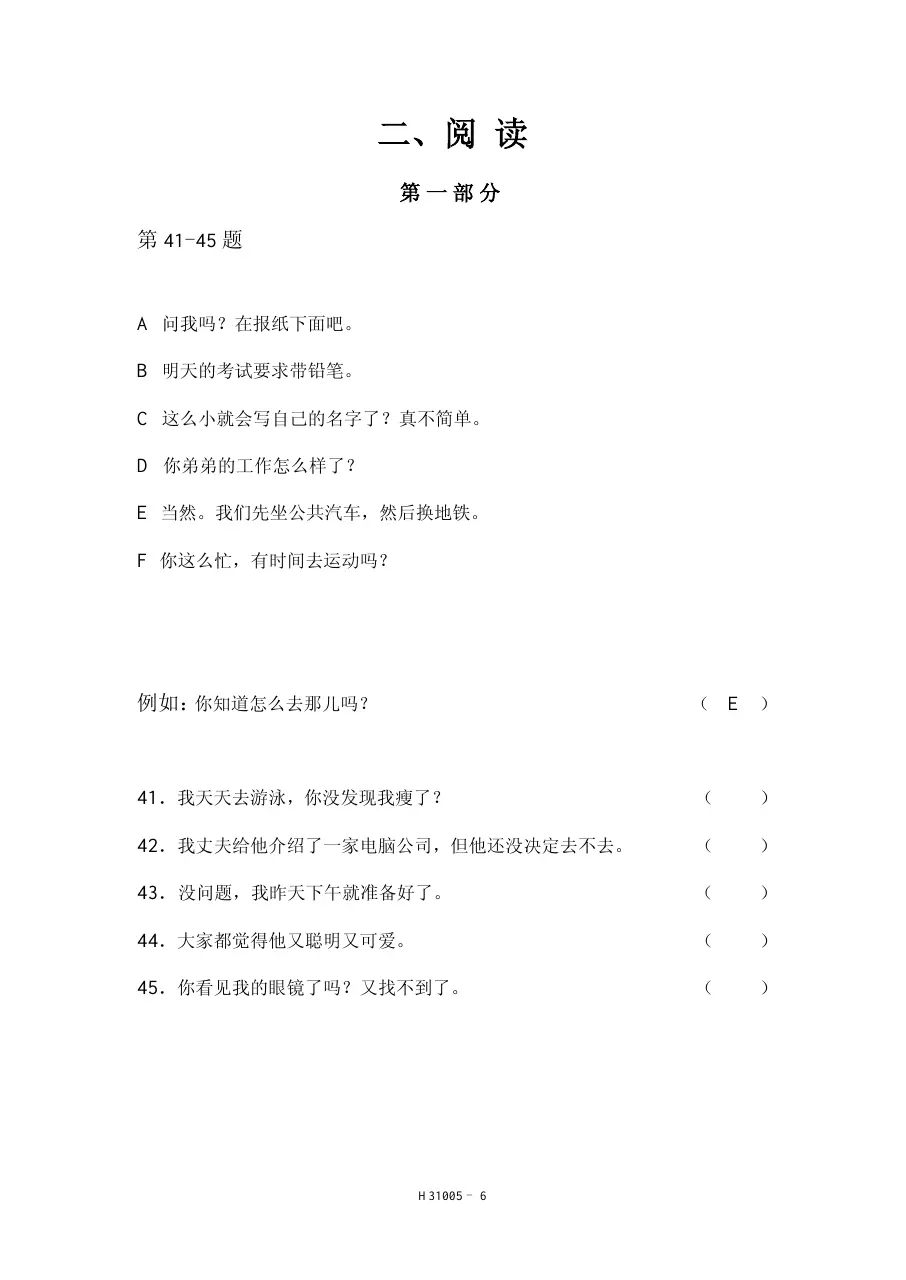 二、阅 读
第一部分
第 41-45 题
A 问我吗？在报纸下面吧。
B 明天的考试要求带铅笔。
C 这么小就会写自己的名字了？真不简单。
D 你弟弟的工作怎么样了？
E 当然。我们先坐公共汽车，然后换地铁。
F 你这么忙，有时间去运动吗？
例如：你知道怎么去那儿吗？ （ E ）
41．我天天去游泳，你没发现我瘦了？ （ ）
42．我丈夫给他介绍了一家电脑公司，但他还没决定去不去。 （ ）
43．没问题，我昨天下午就准备好了。 （ ）
44．大家都觉得他又聪明又可爱。 （ ）
45．你看见我的眼镜了吗？又找不到了。 （ ）
H31005 - 6